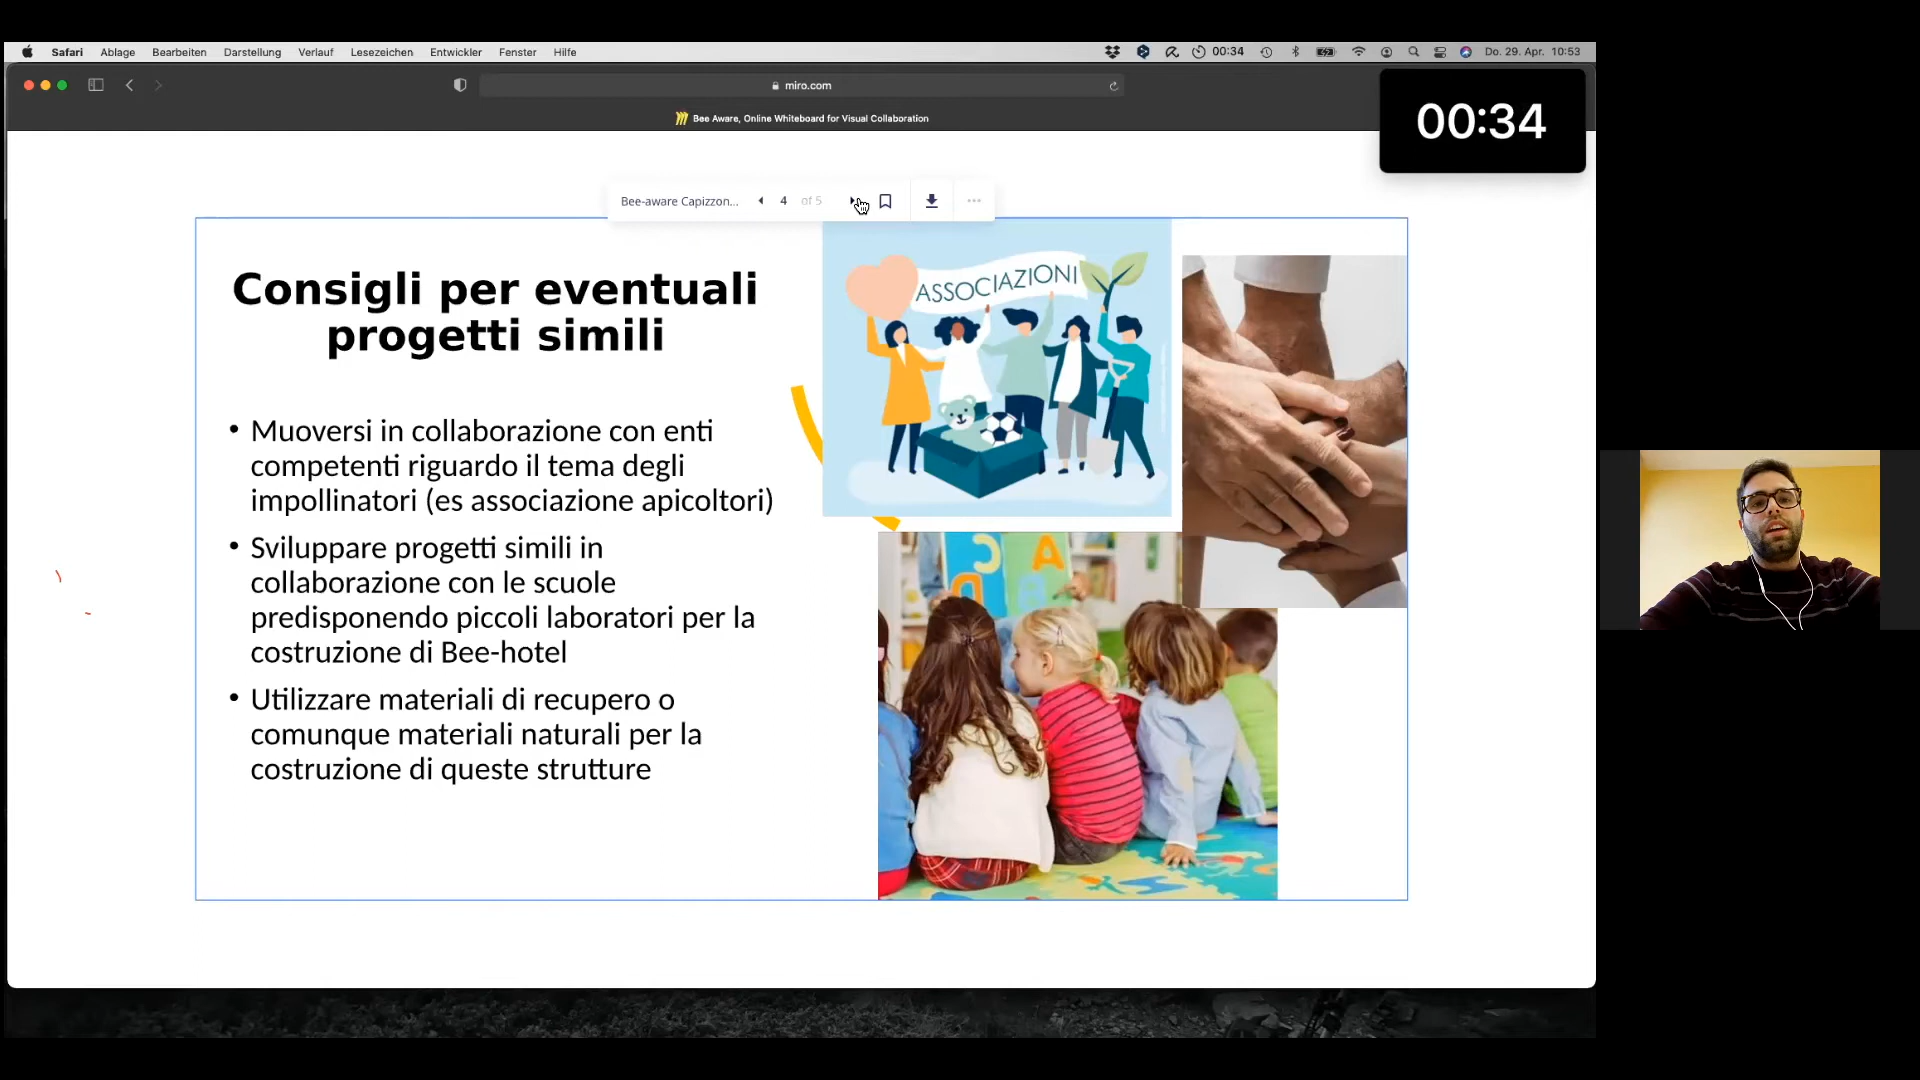 Safari Ablage Bearbeiten Darstellung Verlauf Lesezeichen Entwickler Fenster Hilfe 00:34 Do. 29. Apr. 10:53
miro.com
Bee Aware, Online Whiteboard for Visual Collaboration
00:34
Bee-aware Capizzon... 4 of 5
Consigli per eventuali
progetti simili
• Muoversi in collaborazione con enti
competenti riguardo il tema degli
impollinatori (es associazione apicoltori)
• Sviluppare progetti simili in
collaborazione con le scuole
predisponendo piccoli laboratori per la
costruzione di Bee-hotel
• Utilizzare materiali di recupero o
comunque materiali naturali per la
costruzione di queste strutture
ASSOCIAZIONI